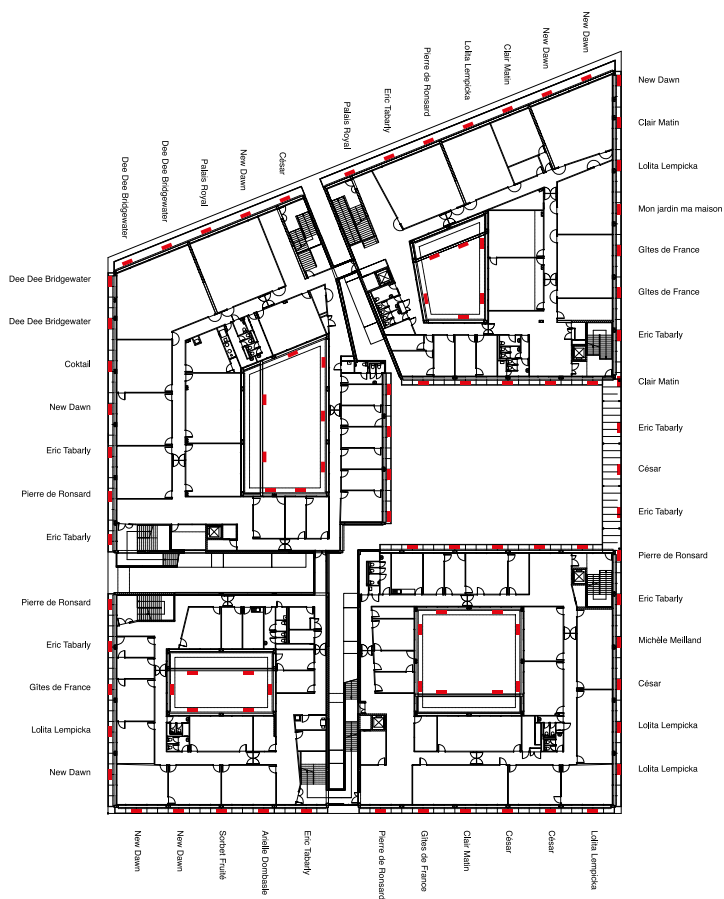 New Dawn
New Dawn
Clair Matin
Lolita Lempicka
Pierre de Ronsard
Eric Tabarly
Palais Royal
César
New Dawn
Palais Royal
Dee Dee Bridgewater
Dee Dee Bridgewater
New Dawn
Clair Matin
Lolita Lempicka
Mon jardin ma maison
Gîtes de France
Gîtes de France
Eric Tabarly
Clair Matin
Eric Tabarly
César
Eric Tabarly
Pierre de Ronsard
Eric Tabarly
Michèle Meilland
César
Lolita Lempicka
Lolita Lempicka
Dee Dee Bridgewater
Dee Dee Bridgewater
Coktail
New Dawn
Eric Tabarly
Pierre de Ronsard
Eric Tabarly
Pierre de Ronsard
Eric Tabarly
Gîtes de France
Lolita Lempicka
New Dawn
New Dawn
New Dawn
Sorbet Fruité
Arielle Dombasle
Eric Tabarly
Pierre de Ronsard
Gîtes de France
Clair Matin
César
César
Lolita Lempicka